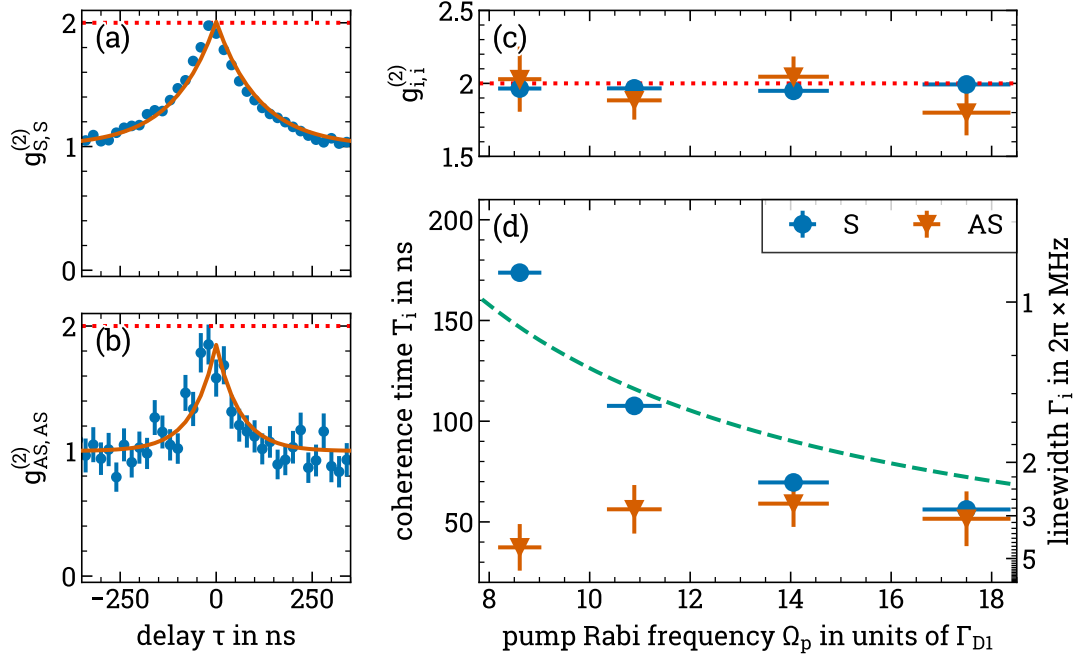 (a)
g(2)S,S
2
1
0
(b)
g(2)AS, AS
2
1
0
−250 0 250
delay τ in ns
(c)
g(2)i,i
2.5
2
1.5
(d)
S AS
coherence time Ti in ns
200
150
100
50
linewidth Γi in 2π × MHz
1
2
3
5
8 10 12 14 16 18
pump Rabi frequency Ωp in units of ΓD1